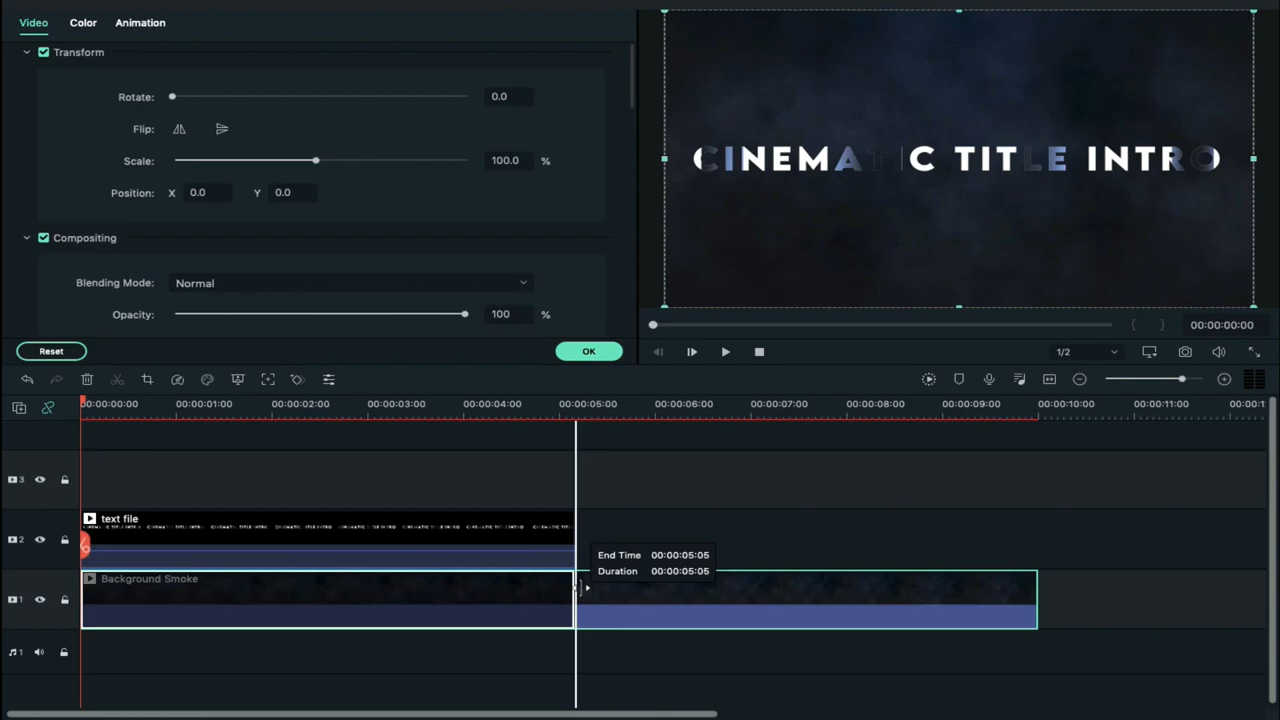 Video Color Animation
Transform
Rotate: 0.0
Flip:
Scale: 100.0 %
Position: X 0.0 Y 0.0
Compositing
Blending Mode: Normal
Opacity: 100 %
Reset OK
CINEMATIC TITLE INTRO
00:00:00:00
1/2
00:00:00:00 00:00:01:00 00:00:02:00 00:00:03:00 00:00:04:00 00:00:05:00 00:00:06:00 00:00:07:00 00:00:08:00 00:00:09:00 00:00:10:00 00:00:11:00
3
text file
2
End Time 00:00:05:05
Duration 00:00:05:05
Background Smoke
1
1